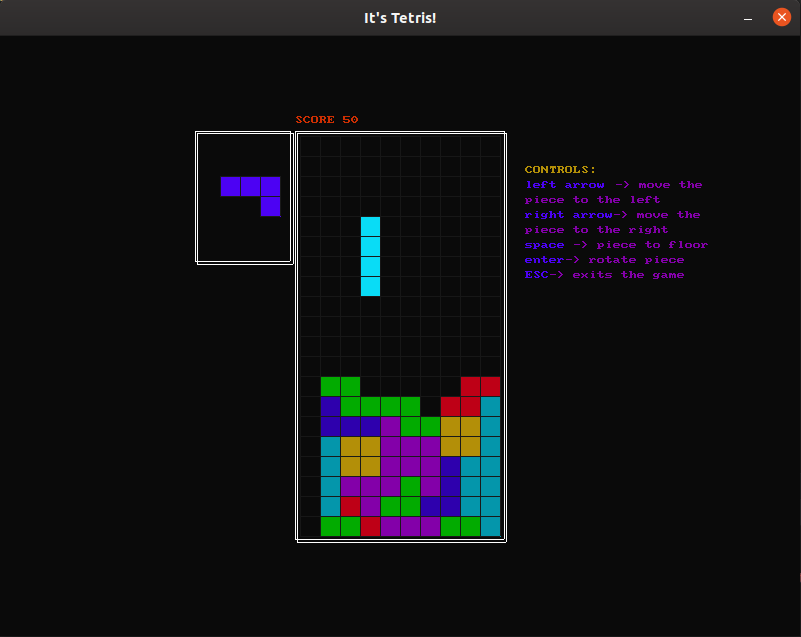 It's Tetris!
SCORE 50
CONTROLS:
left arrow -> move the
piece to the left
right arrow-> move the
piece to the right
space -> piece to floor
enter-> rotate piece
ESC-> exits the game